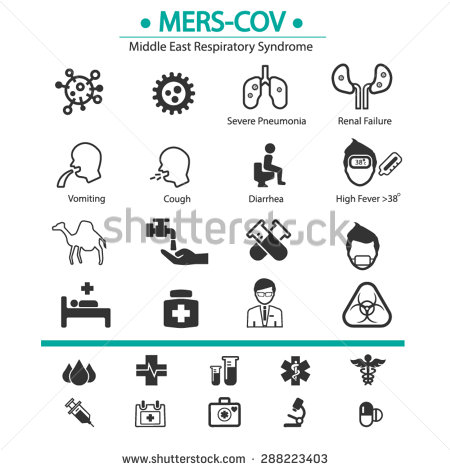 • MERS-COV •
Middle East Respiratory Syndrome
Severe Pneumonia
Renal Failure
38°
Vomiting
Cough
Diarrhea
High Fever >38°
shutterstock®
www.shutterstock.com · 288223403